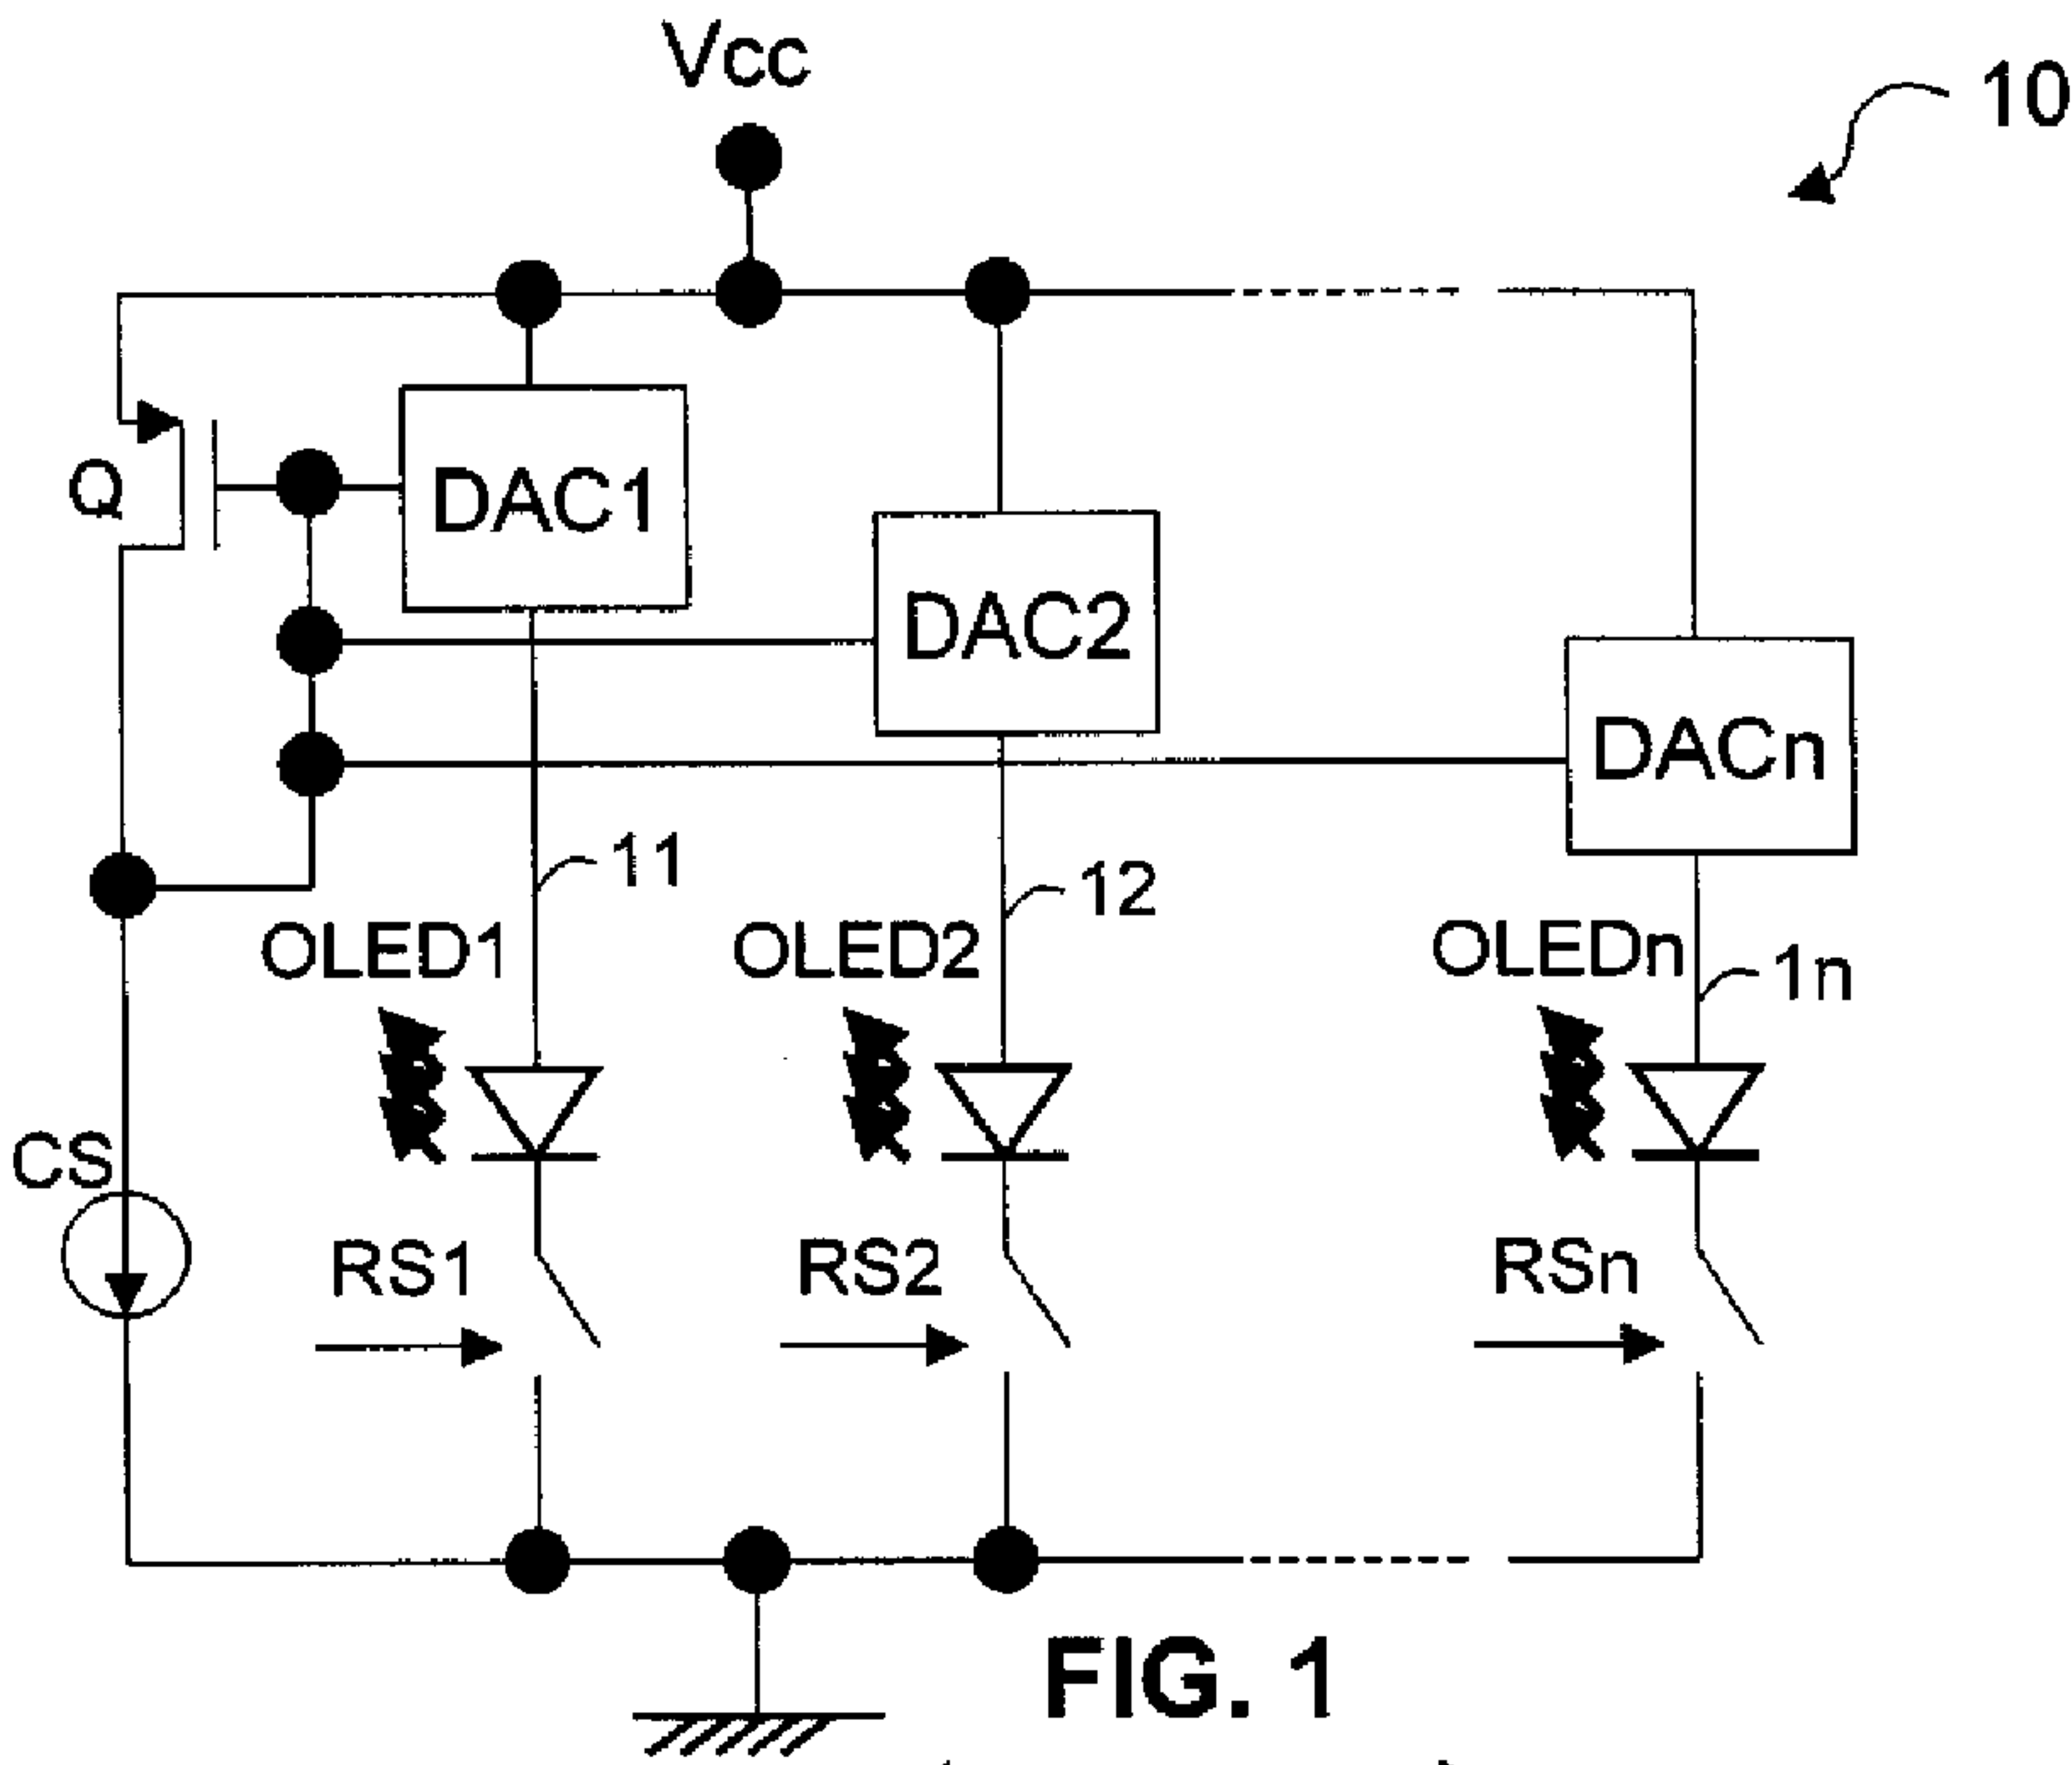 Vcc
10
Q
DAC1
DAC2
DACn
11
12
OLED1
OLED2
OLEDn
1n
CS
RS1
RS2
RSn
FIG. 1